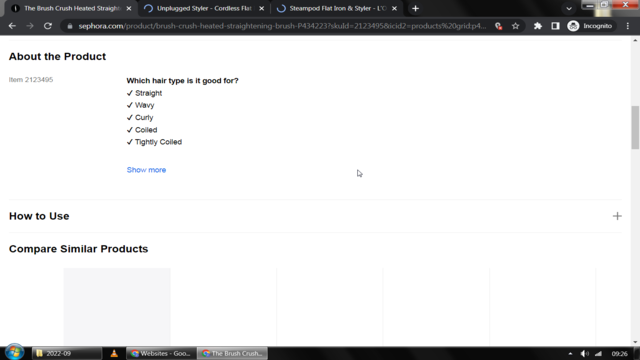 The Brush Crush Heated Straighte
Unplugged Styler - Cordless Flat
Steampod Flat Iron & Styler - L'O
sephora.com/product/brush-crush-heated-straightening-brush-P434223?skuId=2123495&icid2=products%20grid:p4...
Incognito
About the Product
Item 2123495
Which hair type is it good for?
✓ Straight
✓ Wavy
✓ Curly
✓ Coiled
✓ Tightly Coiled
Show more
How to Use
Compare Similar Products
2022-09
Websites - Goo...
The Brush Crush...
09:26